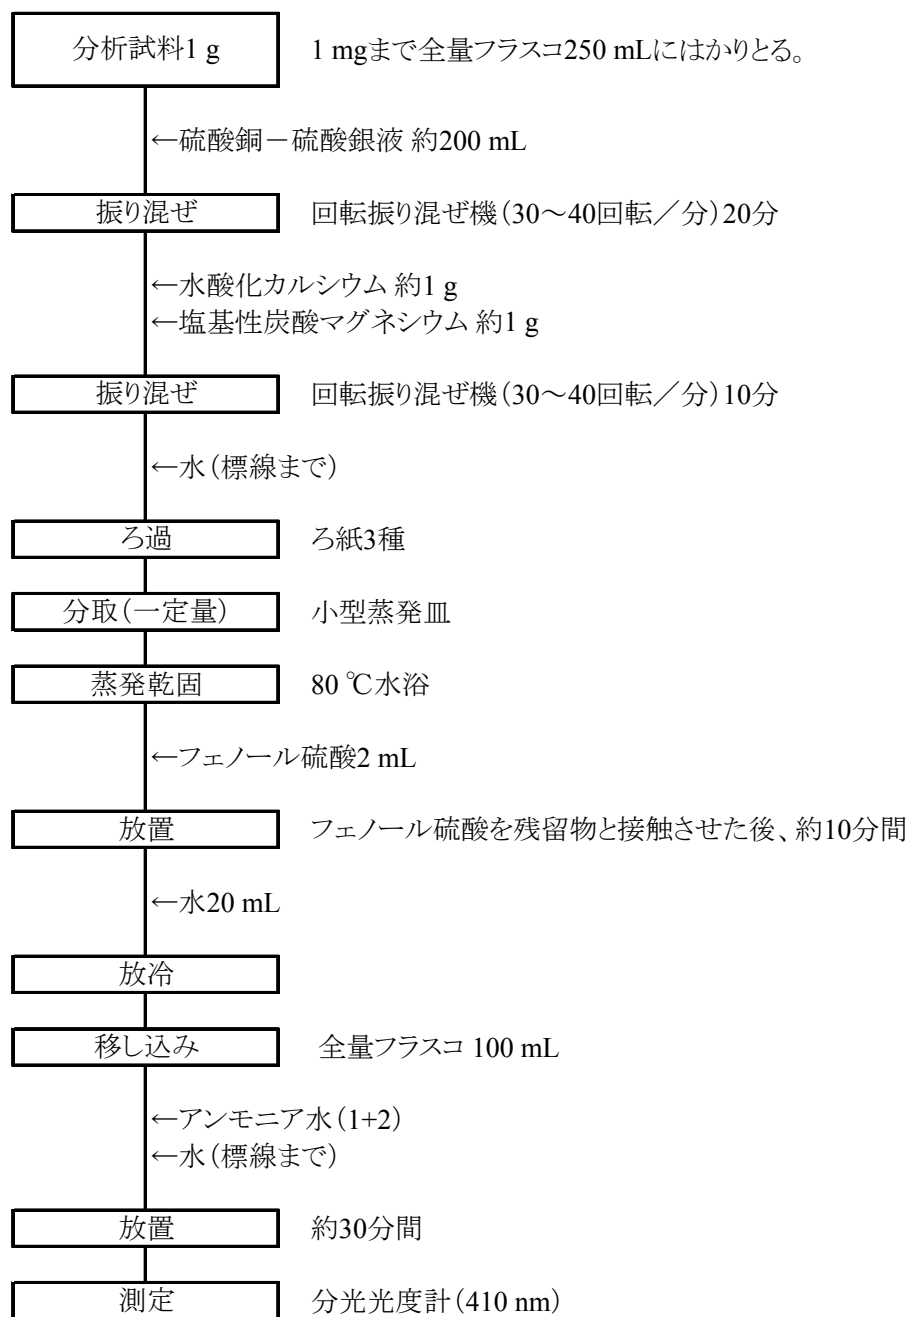 分析試料1 g 1 mgまで全量フラスコ250 mLにはかりとる。
←硫酸銅－硫酸銀液 約200 mL
振り混ぜ 回転振り混ぜ機（30～40回転／分）20分
←水酸化カルシウム 約1 g
←塩基性炭酸マグネシウム 約1 g
振り混ぜ 回転振り混ぜ機（30～40回転／分）10分
←水（標線まで）
ろ過 ろ紙3種
分取（一定量） 小型蒸発皿
蒸発乾固 80 ℃水浴
←フェノール硫酸2 mL
放置 フェノール硫酸を残留物と接触させた後、約10分間
←水20 mL
放冷
移し込み 全量フラスコ 100 mL
←アンモニア水（1+2）
←水（標線まで）
放置 約30分間
測定 分光光度計（410 nm）